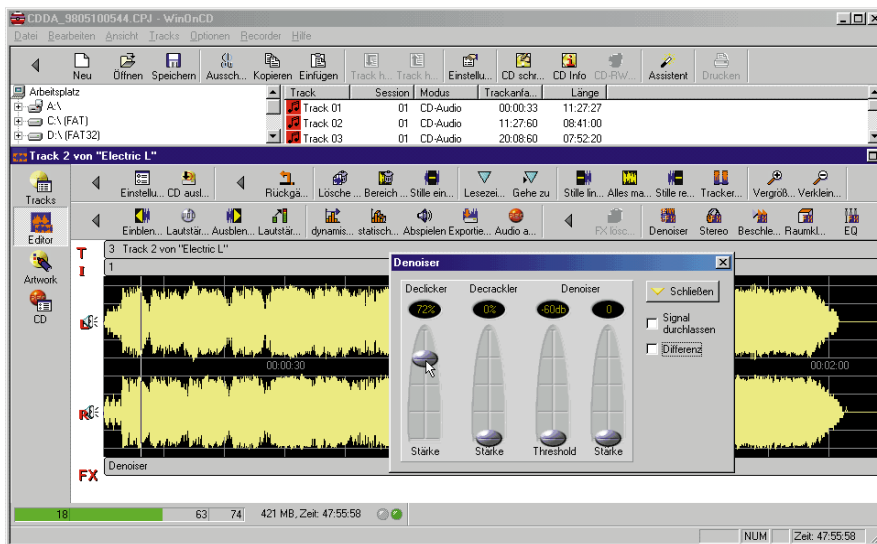 CDDA_9805100544.CPJ - WinOnCD
Datei Bearbeiten Ansicht Tracks Optionen Recorder Hilfe
Neu Öffnen Speichern Aussch... Kopieren Einfügen Track h... Track h... Einstellu... CD schr... CD Info CD-RW... Assistent Drucken
Arbeitsplatz
A:\
C:\ (FAT)
D:\ (FAT32)
Track Session Modus Trackanfa... Länge
Track 01 01 CD-Audio 00:00:33 11:27:27
Track 02 01 CD-Audio 11:27:60 08:41:00
Track 03 01 CD-Audio 20:08:60 07:52:20
Track 2 von "Electric L"
Tracks
Editor
Artwork
CD
Einstellu... CD ausl... Rückgä... Lösche ... Bereich ... Stille ein... Lesezei... Gehe zu Stille lin... Alles ma... Stille re... Tracker... Vergröß... Verklein...
Einblen... Lautstär... Ausblen... Lautstär... dynamis... statisch... Abspielen Exportie... Audio a... FX lösc... Denoiser Stereo Beschle... Raumkl... EQ
T 3 Track 2 von "Electric L"
I 1
L
00:00:30 00:02:00
R
FX Denoiser
Denoiser
Declicker Decrackler Denoiser
72% 0% -60db 0
Stärke Stärke Threshold Stärke
Schließen
Signal durchlassen
Differenz
18 63 74 421 MB, Zeit: 47:55:58
NUM Zeit: 47:55:58